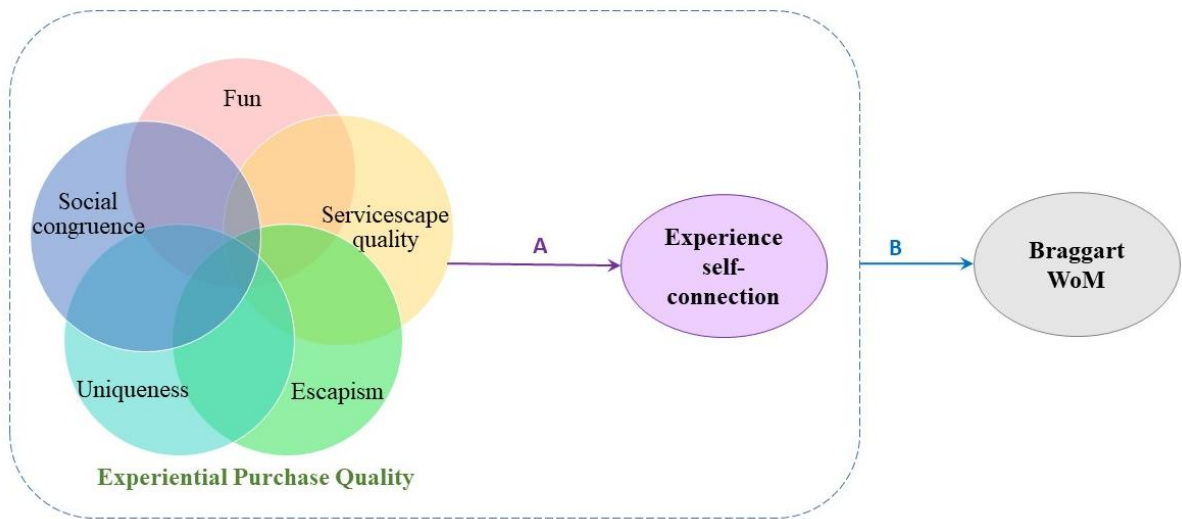 Fun
Social
congruence
Servicescape
quality
Uniqueness
Escapism
Experiential Purchase Quality
A
Experience
self-
connection
B
Braggart
WoM